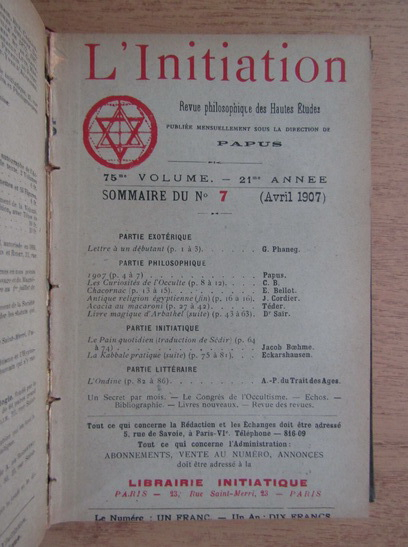 L'Initiation
Revue philosophique des Hautes Etudes
PUBLIÉE MENSUELLEMENT SOUS LA DIRECTION DE
PAPUS
75me VOLUME. — 21me ANNEE
SOMMAIRE DU No 7 (Avril 1907)
PARTIE EXOTÉRIQUE
Lettre à un débutant (p. 1 à 3). G. Phaneg.
PARTIE PHILOSOPHIQUE
1907 (p. 4 à 7) Papus.
Les Curiosités de l'Occulte (p. 8 à 12). C. B.
Chacornac (p. 13 à 15). E. Bellot.
Antique religion égyptienne (fin) (p. 16 à 16). J. Cordier.
Acacia au macaroni (p. 27 à 42). Téder.
Livre magique d'Arbathel (suite) (p. 43 à 63). Dr Sair.
PARTIE INITIATIQUE
Le Pain quotidien (traduction de Sédir) (p. 64
à 74) Jacob Bœhme.
La Kabbale pratique (suite) (p. 75 à 81). Eckarshausen.
PARTIE LITTÉRAIRE
L'Ondine (p. 82 à 86). A.-P. du Trait des Ages.
Un Secret par mois. — Le Congrès de l'Occultisme. — Echos. —
Bibliographie. — Livres nouveaux. — Revue des revues.
Tout ce qui concerne la Rédaction et les Echanges doit être adressé
5, rue de Savoie, à Paris-VIe. Téléphone — 816-09
Tout ce qui concerne l'Administration:
ABONNEMENTS, VENTE AU NUMÉRO, ANNONCES
doit être adressé à la
LIBRAIRIE INITIATIQUE
PARIS — 23, Rue Saint-Merri, 23 — PARIS
Le Numéro : UN FRANC. — Un An : DIX FRANCS